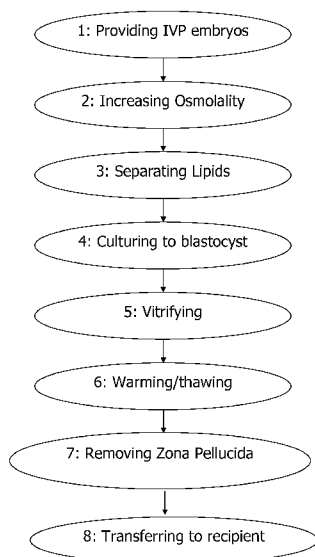 1: Providing IVP embryos
2: Increasing Osmolality
3: Separating Lipids
4: Culturing to blastocyst
5: Vitrifying
6: Warming/thawing
7: Removing Zona Pellucida
8: Transferring to recipient